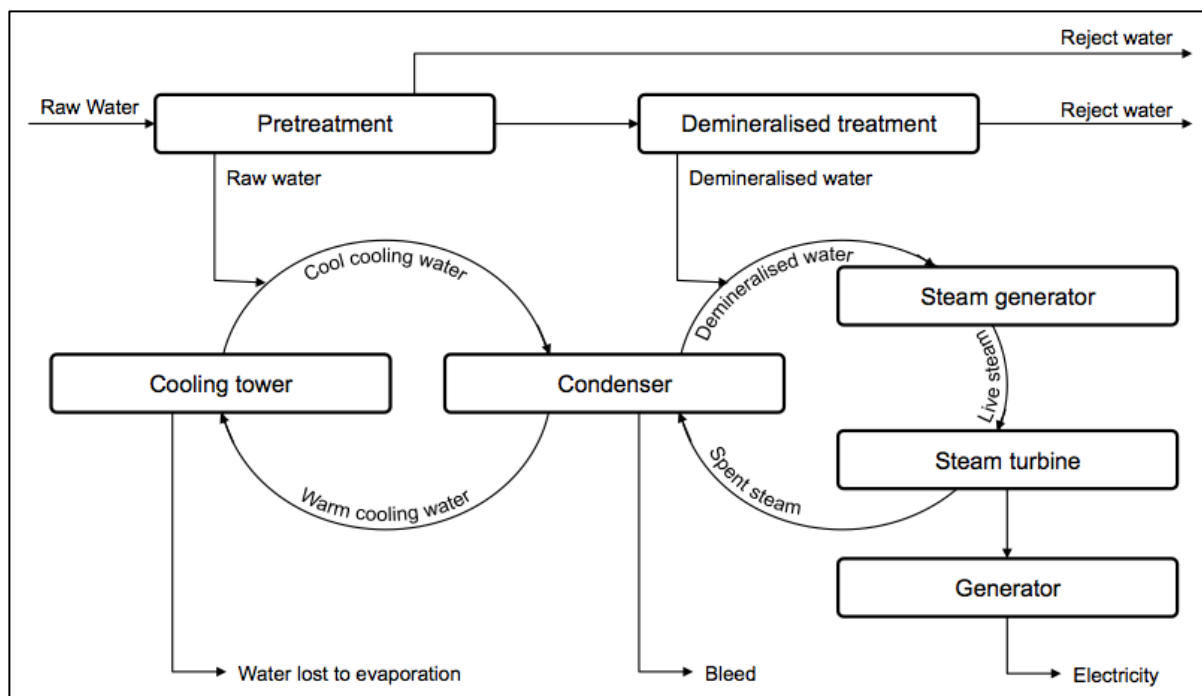 Reject water
Raw Water
Pretreatment
Demineralised treatment
Reject water
Raw water
Demineralised water
Cool cooling water
Demineralised water
Steam generator
Live steam
Cooling tower
Condenser
Steam turbine
Warm cooling water
Spent steam
Generator
Water lost to evaporation
Bleed
Electricity